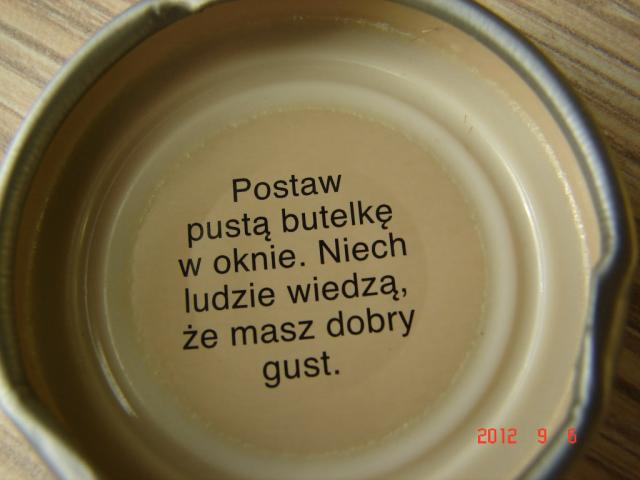 Postaw
pustą butelkę
w oknie. Niech
ludzie wiedzą,
że masz dobry
gust.
2012 9 6